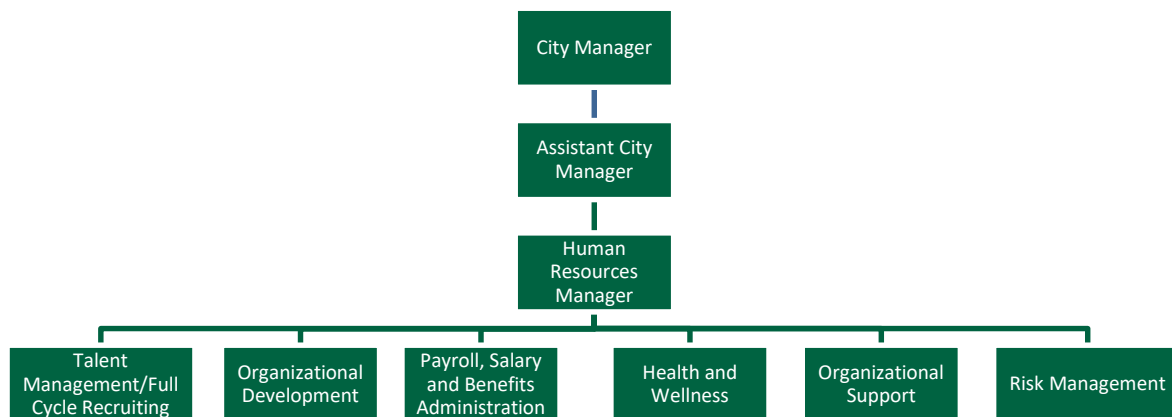 City Manager
Assistant City
Manager
Human
Resources
Manager
Talent
Management/Full
Cycle Recruiting
Organizational
Development
Payroll, Salary
and Benefits
Administration
Health and
Wellness
Organizational
Support
Risk Management